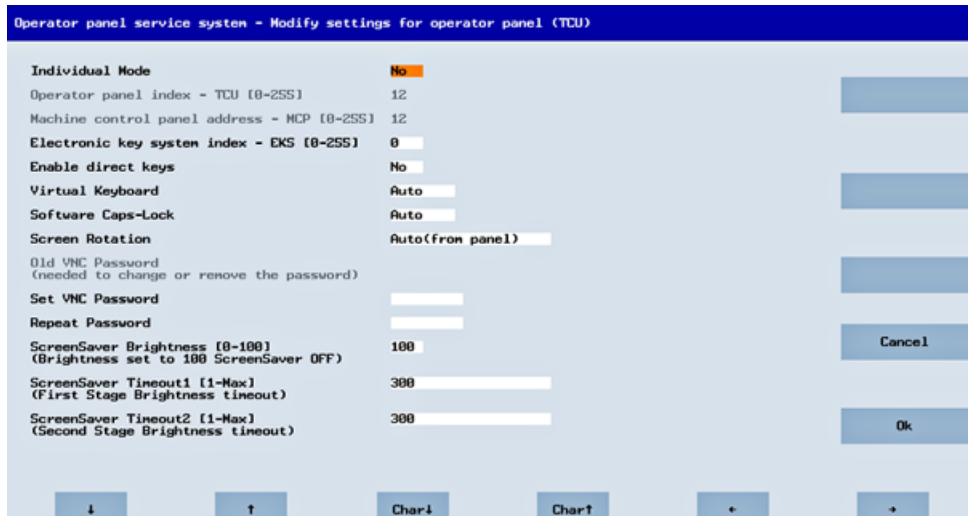 Operator panel service system - Modify settings for operator panel (TCU)
Individual Mode No
Operator panel index - TCU [0-255] 12
Machine control panel address - MCP [0-255] 12
Electronic key system index - EKS [0-255] 0
Enable direct keys No
Virtual Keyboard Auto
Software Caps-Lock Auto
Screen Rotation Auto(from panel)
Old VNC Password
(needed to change or remove the password)
Set VNC Password
Repeat Password
ScreenSaver Brightness [0-100] 100
(Brightness set to 100 ScreenSaver OFF)
Cancel
ScreenSaver Timeout1 [1-Max] 300
(First Stage Brightness timeout)
ScreenSaver Timeout2 [1-Max] 300
(Second Stage Brightness timeout)
Ok
↓ ↑ Char↓ Char↑ ← →